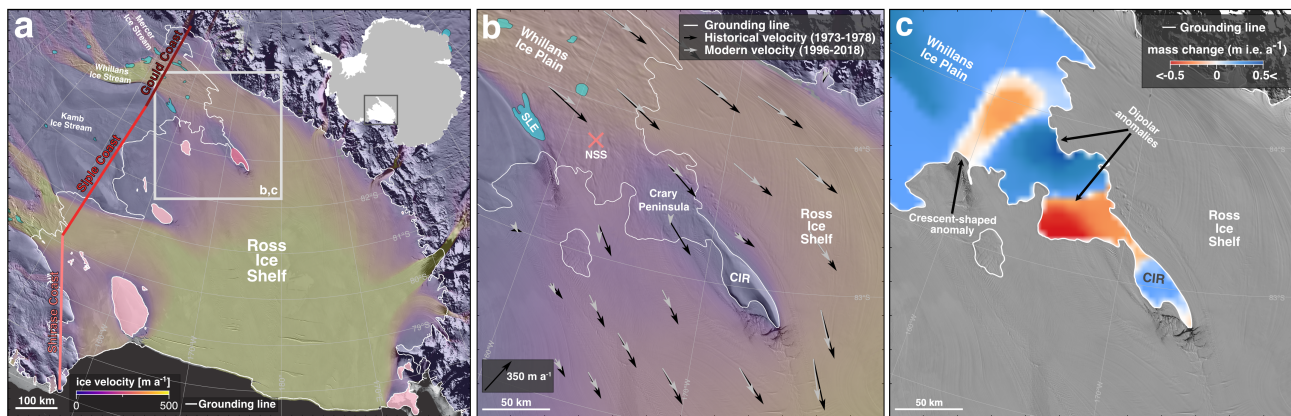 a
Mercer
Ice Stream
Whillans
Ice Stream
Gould Coast
Kamb
Ice Stream
Siple Coast
b,c
82°S
81°S
Ross
Ice
Shelf
79°S
Shirase Coast
ice velocity [m a⁻¹]
0
500
Grounding line
100 km
b
Whillans
Ice Plain
Grounding line
Historical velocity (1973-1978)
Modern velocity (1996-2018)
SLE
NSS
Crary
Peninsula
Ross
Ice
Shelf
CIR
350 m a⁻¹
50 km
c
Whillans
Ice Plain
Grounding line
mass change (m i.e. a⁻¹)
<-0.5
0
0.5<
Dipolar
anomalies
Crescent-shaped
anomaly
Ross
Ice
Shelf
CIR
50 km